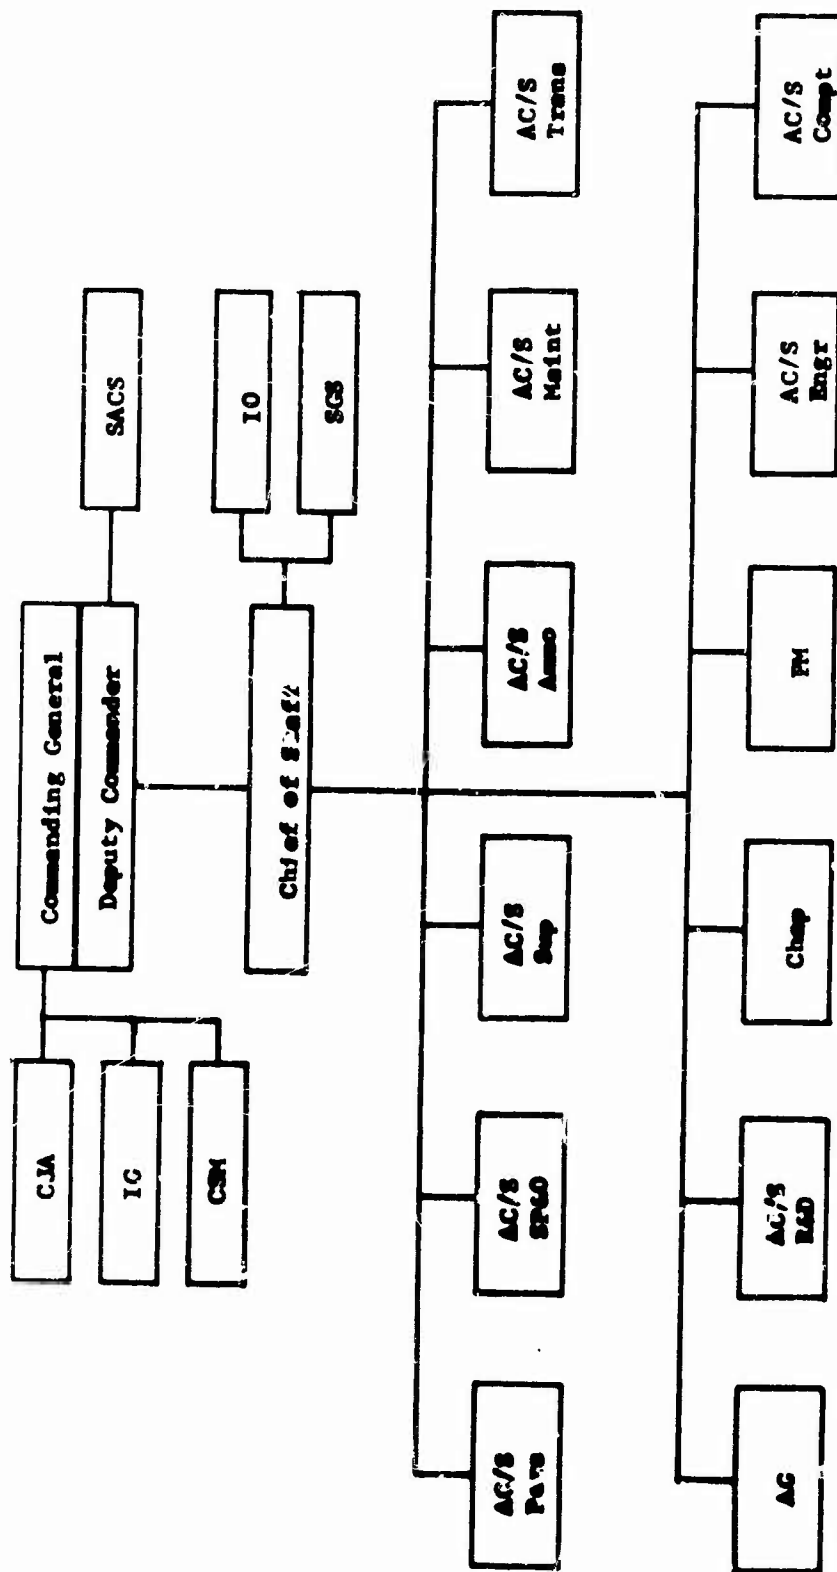 Commanding General
Deputy Commander
CJA
IG
CSM
SACS
Chief of Staff
IO
SGS
AC/S
Pers
AC/S
SP&O
AC/S
Sup
AC/S
Ammo
AC/S
Maint
AC/S
Trans
AG
AC/S
R&D
Chap
PM
AC/S
Engr
AC/S
Compt